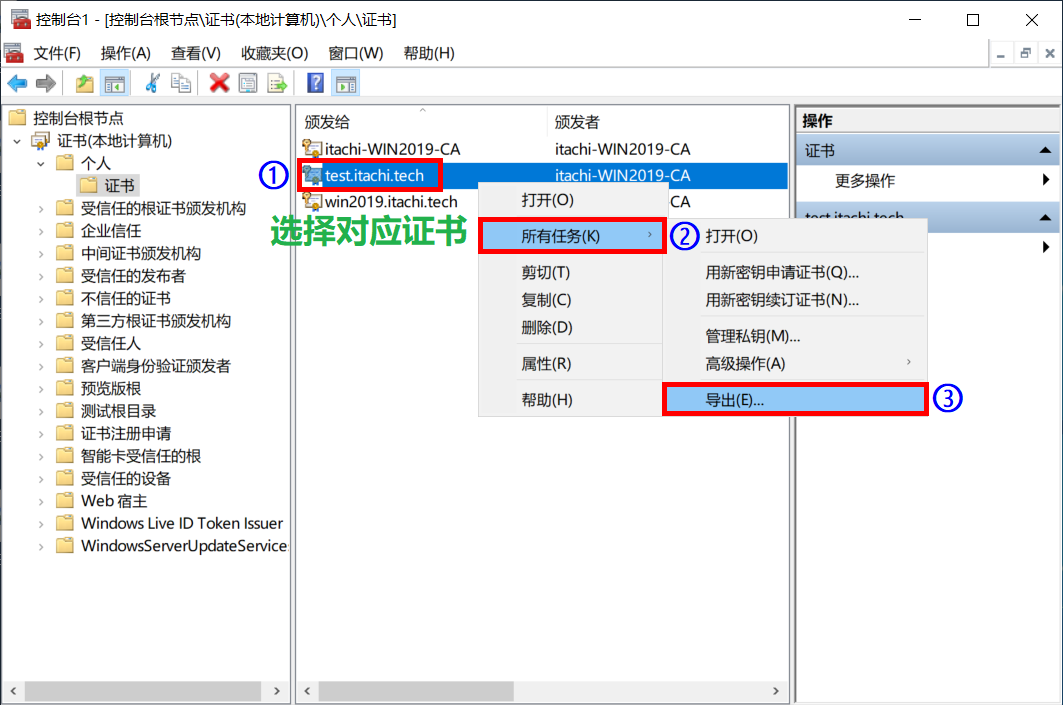 控制台1 - [控制台根节点\证书(本地计算机)\个人\证书]
文件(F) 操作(A) 查看(V) 收藏夹(O) 窗口(W) 帮助(H)
控制台根节点
证书(本地计算机)
个人
证书
受信任的根证书颁发机构
企业信任
中间证书颁发机构
受信任的发布者
不信任的证书
第三方根证书颁发机构
受信任人
客户端身份验证颁发者
预览版根
测试根目录
证书注册申请
智能卡受信任的根
受信任的设备
Web 宿主
Windows Live ID Token Issuer
WindowsServerUpdateService
颁发给 颁发者
itachi-WIN2019-CA itachi-WIN2019-CA
① test.itachi.tech itachi-WIN2019-CA
win2019.itachi.tech CA
选择对应证书
打开(O)
所有任务(K) ②
剪切(T)
复制(C)
删除(D)
属性(R)
帮助(H)
打开(O)
用新密钥申请证书(Q)...
用新密钥续订证书(N)...
管理私钥(M)...
高级操作(A)
导出(E)... ③
操作
证书
更多操作
test.itachi.tech